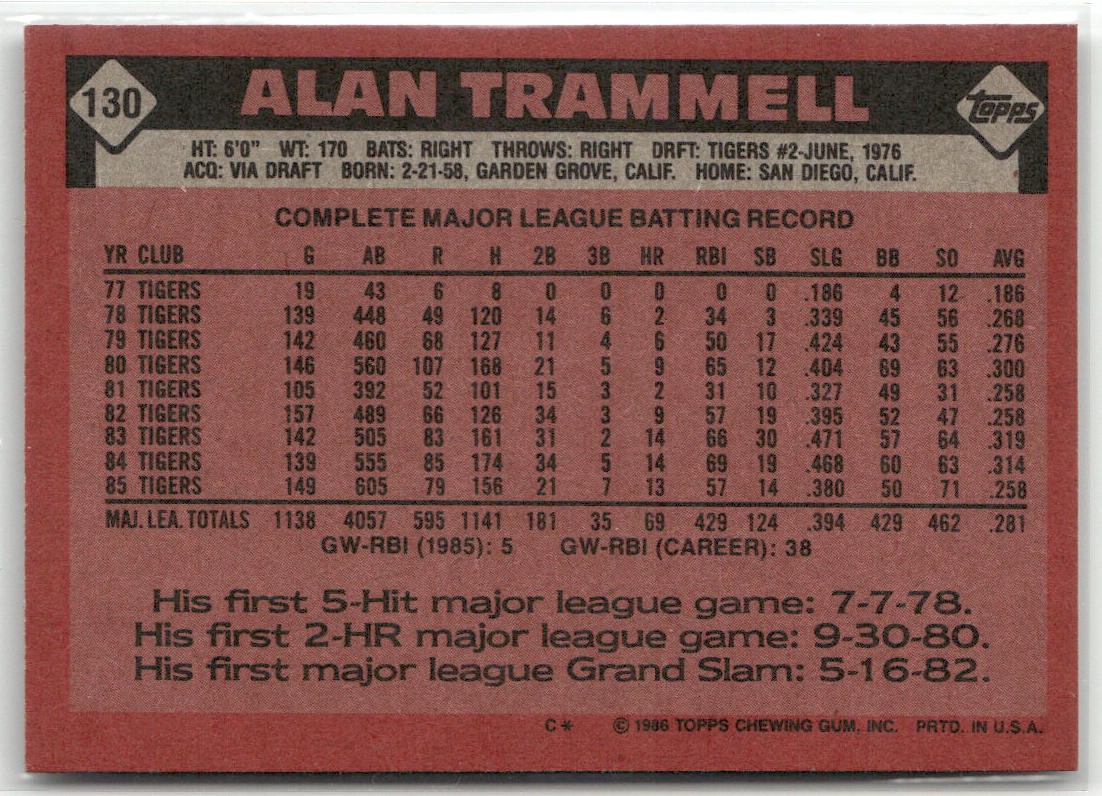 130 ALAN TRAMMELL topps
HT: 6'0" WT: 170 BATS: RIGHT THROWS: RIGHT DRFT: TIGERS #2-JUNE, 1976
ACQ: VIA DRAFT BORN: 2-21-58, GARDEN GROVE, CALIF. HOME: SAN DIEGO, CALIF.
COMPLETE MAJOR LEAGUE BATTING RECORD
YR CLUB G AB R H 2B 3B HR RBI SB SLG BB SO AVG
77 TIGERS 19 43 6 8 0 0 0 0 0 .186 4 12 .186
78 TIGERS 139 448 49 120 14 6 2 34 3 .339 45 56 .268
79 TIGERS 142 460 68 127 11 4 6 50 17 .424 43 55 .276
80 TIGERS 146 560 107 168 21 5 9 65 12 .404 69 63 .300
81 TIGERS 105 392 52 101 15 3 2 31 10 .327 49 31 .258
82 TIGERS 157 489 66 126 34 3 9 57 19 .395 52 47 .258
83 TIGERS 142 505 83 161 31 2 14 66 30 .471 57 64 .319
84 TIGERS 139 555 85 174 34 5 14 69 19 .468 60 63 .314
85 TIGERS 149 605 79 156 21 7 13 57 14 .380 50 71 .258
MAJ. LEA. TOTALS 1138 4057 595 1141 181 35 69 429 124 .394 429 462 .281
GW-RBI (1985): 5 GW-RBI (CAREER): 38
His first 5-Hit major league game: 7-7-78.
His first 2-HR major league game: 9-30-80.
His first major league Grand Slam: 5-16-82.
C* © 1986 TOPPS CHEWING GUM, INC. PRTD. IN U.S.A.